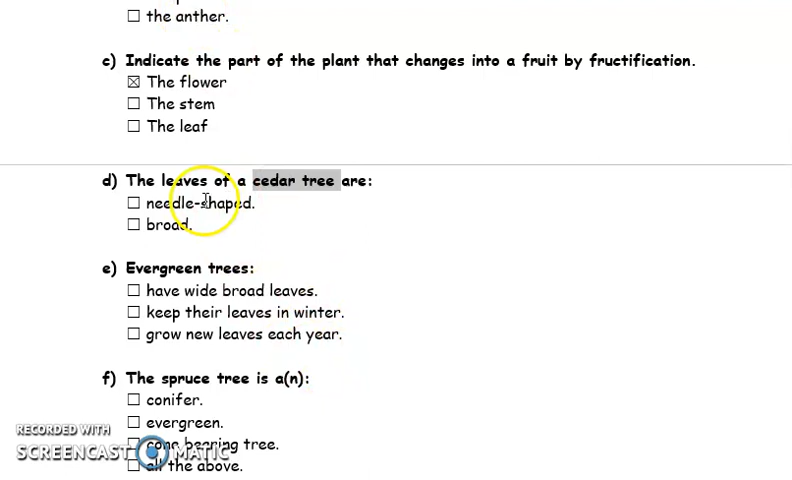 ☐ the anther.
c) Indicate the part of the plant that changes into a fruit by fructification.
☒ The flower
☐ The stem
☐ The leaf
d) The leaves of a cedar tree are:
☐ needle-shaped.
☐ broad.
e) Evergreen trees:
☐ have wide broad leaves.
☐ keep their leaves in winter.
☐ grow new leaves each year.
f) The spruce tree is a(n):
☐ conifer.
☐ evergreen.
☐ cone bearing tree.
☐ all the above.
RECORDED WITH
SCREENCAST MATIC